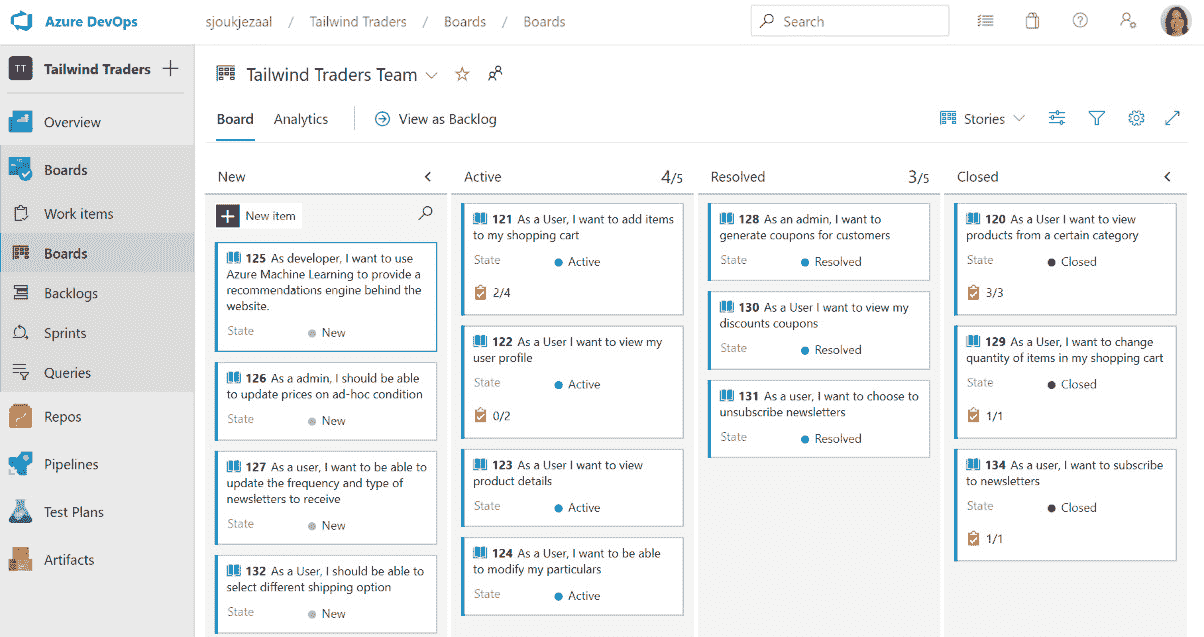 Azure DevOps
sjoukjezaal / Tailwind Traders / Boards / Boards
Search
TT
Tailwind Traders
Overview
Boards
Work items
Boards
Backlogs
Sprints
Queries
Repos
Pipelines
Test Plans
Artifacts
Tailwind Traders Team
Board
Analytics
View as Backlog
Stories
New
New item
125 As developer, I want to use
Azure Machine Learning to provide a
recommendations engine behind the
website.
State
New
126 As a admin, I should be able
to update prices on ad-hoc condition
State
New
127 As a user, I want to be able to
update the frequency and type of
newsletters to receive
State
New
132 As a User, I should be able to
select different shipping option
State
New
Active
4/5
121 As a User, I want to add items
to my shopping cart
State
Active
2/4
122 As a User I want to view my
user profile
State
Active
0/2
123 As a User I want to view
product details
State
Active
124 As a User, I want to be able
to modify my particulars
State
Active
Resolved
3/5
128 As an admin, I want to
generate coupons for customers
State
Resolved
130 As a User I want to view my
discounts coupons
State
Resolved
131 As a user, I want to choose to
unsubscribe newsletters
State
Resolved
Closed
120 As a User I want to view
products from a certain category
State
Closed
3/3
129 As a User, I want to change
quantity of items in my shopping cart
State
Closed
1/1
134 As a user, I want to subscribe
to newsletters
State
Closed
1/1